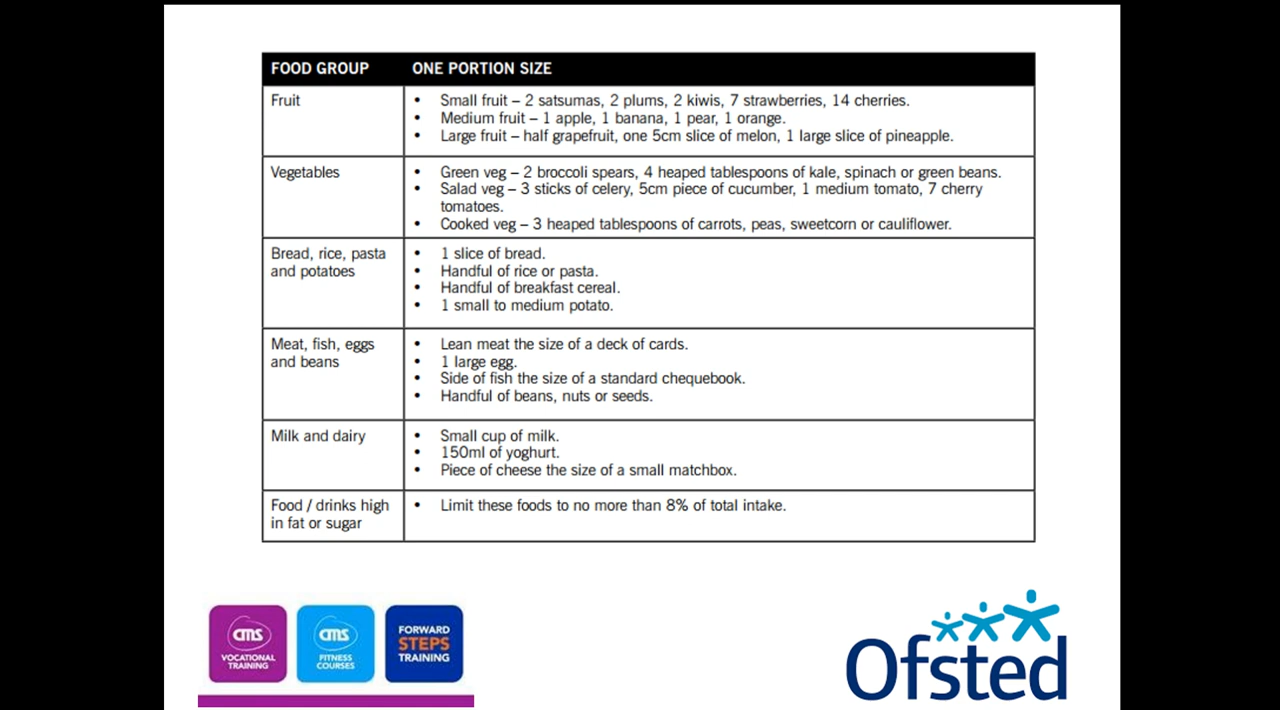 FOOD GROUP ONE PORTION SIZE
Fruit
• Small fruit – 2 satsumas, 2 plums, 2 kiwis, 7 strawberries, 14 cherries.
• Medium fruit – 1 apple, 1 banana, 1 pear, 1 orange.
• Large fruit – half grapefruit, one 5cm slice of melon, 1 large slice of pineapple.
Vegetables
• Green veg – 2 broccoli spears, 4 heaped tablespoons of kale, spinach or green beans.
• Salad veg – 3 sticks of celery, 5cm piece of cucumber, 1 medium tomato, 7 cherry
tomatoes.
• Cooked veg – 3 heaped tablespoons of carrots, peas, sweetcorn or cauliflower.
Bread, rice, pasta
and potatoes
• 1 slice of bread.
• Handful of rice or pasta.
• Handful of breakfast cereal.
• 1 small to medium potato.
Meat, fish, eggs
and beans
• Lean meat the size of a deck of cards.
• 1 large egg.
• Side of fish the size of a standard chequebook.
• Handful of beans, nuts or seeds.
Milk and dairy
• Small cup of milk.
• 150ml of yoghurt.
• Piece of cheese the size of a small matchbox.
Food / drinks high
in fat or sugar
• Limit these foods to no more than 8% of total intake.
cms
VOCATIONAL
TRAINING
cms
FITNESS
COURSES
FORWARD
STEPS
TRAINING
Ofsted